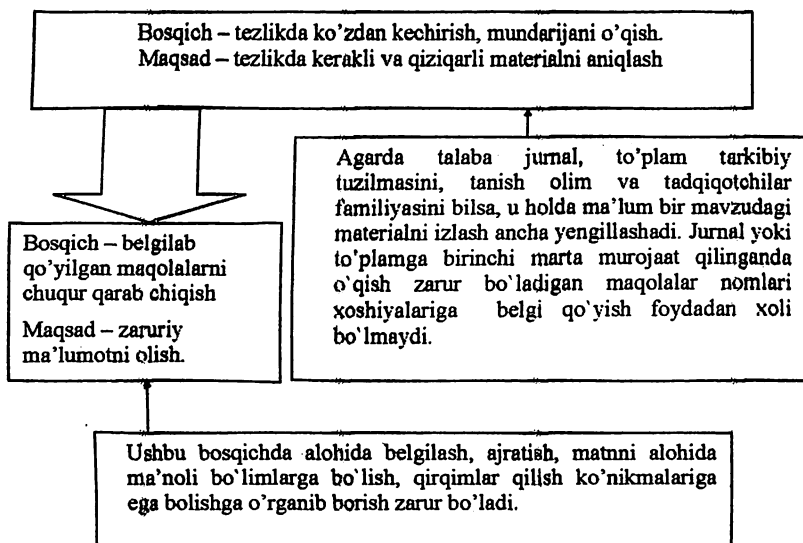 Bosqich – tezlikda ko’zdan kechirish, mundarijani o’qish.
Maqsad – tezlikda kerakli va qiziqarli materialni aniqlash
Agarda talaba jurnal, to’plam tarkibiy
tuzilmasini, tanish olim va tadqiqotchilar
familiyasini bilsa, u holda ma’lum bir mavzudagi
materialni izlash ancha yengillashadi. Jurnal yoki
to’plamga birinchi marta murojaat qilinganda
o’qish zarur bo`ladigan maqolalar nomlari
xoshiyalariga belgi qo`yish foydadan xoli
bo`lmaydi.
Bosqich – belgilab
qo’yilgan maqolalarni
chuqur qarab chiqish
Maqsad – zaruriy
ma’lumotni olish.
Ushbu bosqichda alohida belgilash, ajratish, matnni alohida
ma’noli bo`limlarga bo`lish, qirqimlar qilish ko’nikmalariga
ega bolishga o’rganib borish zarur bo`ladi.